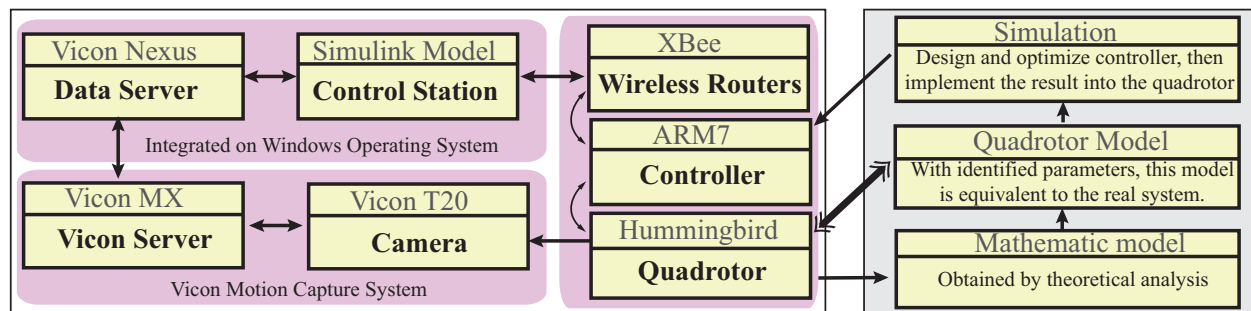 Vicon Nexus
Data Server
Simulink Model
Control Station
Integrated on Windows Operating System
Vicon MX
Vicon Server
Vicon T20
Camera
Vicon Motion Capture System
XBee
Wireless Routers
ARM7
Controller
Hummingbird
Quadrotor
Simulation
Design and optimize controller, then
implement the result into the quadrotor
Quadrotor Model
With identified parameters, this model
is equivalent to the real system.
Mathematic model
Obtained by theoretical analysis